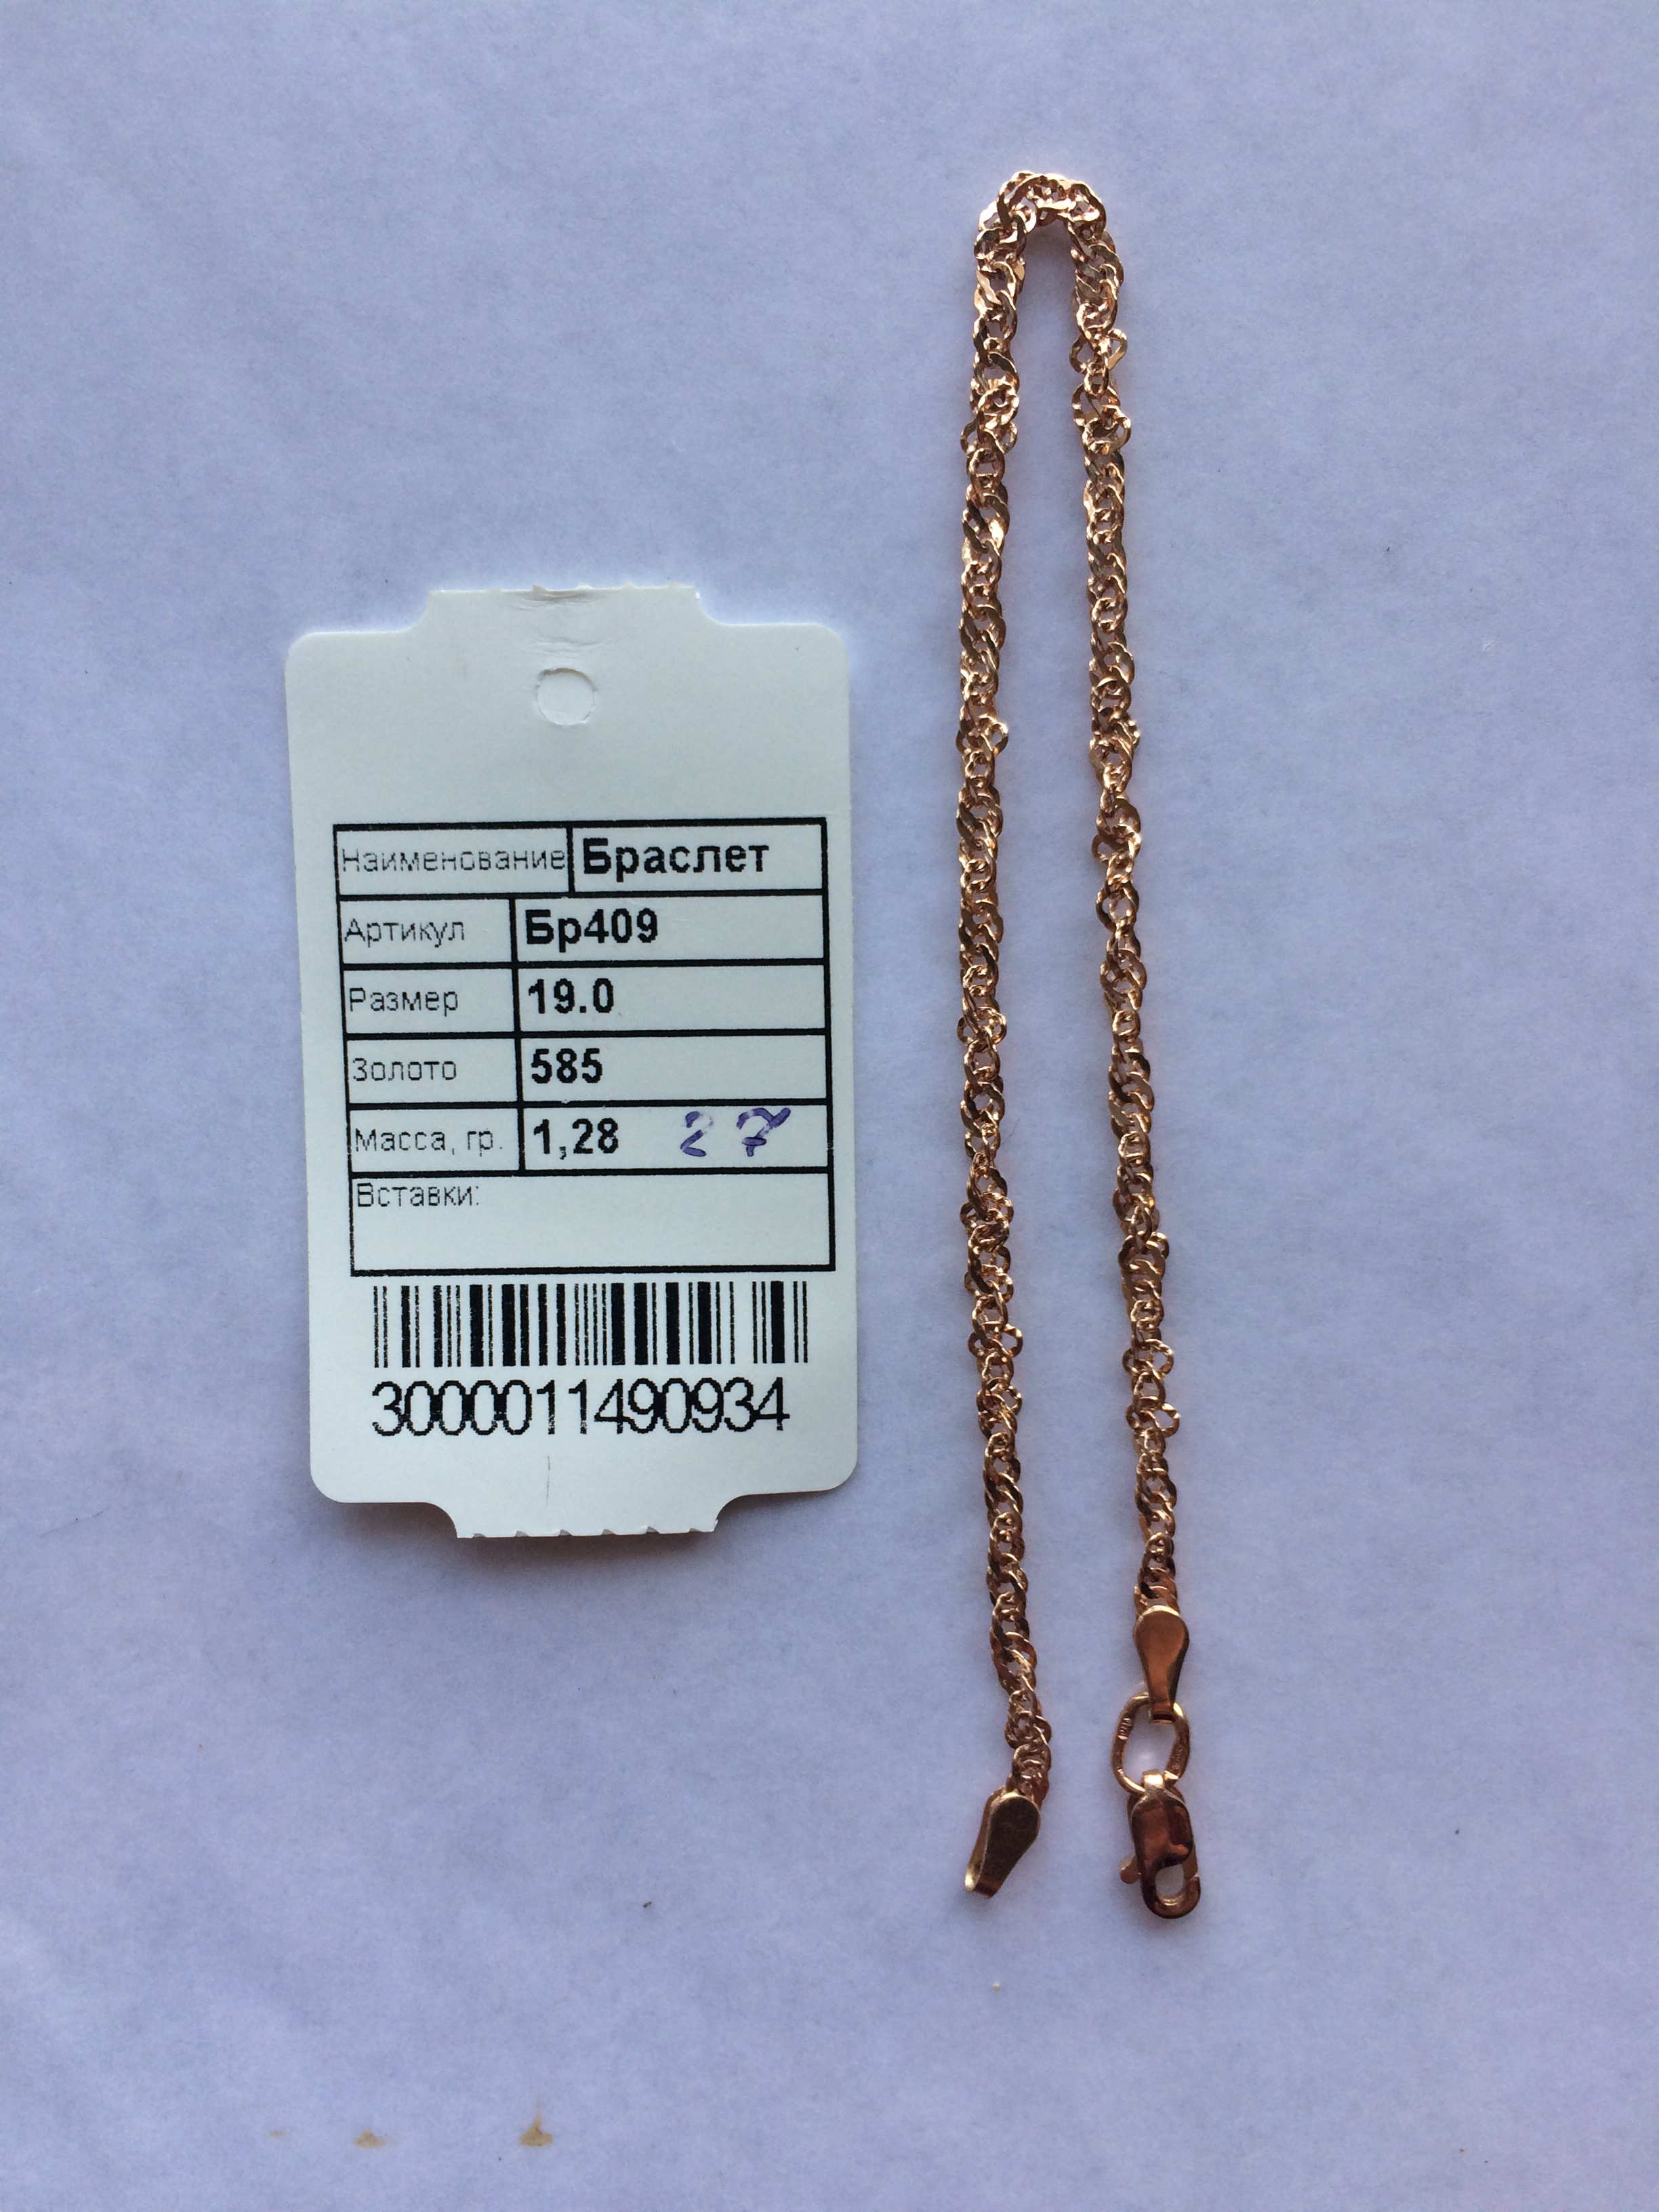 Наименование Браслет
Артикул Бр409
Размер 19.0
Золото 585
Масса, гр. 1,28 27
Вставки:
3000011490934